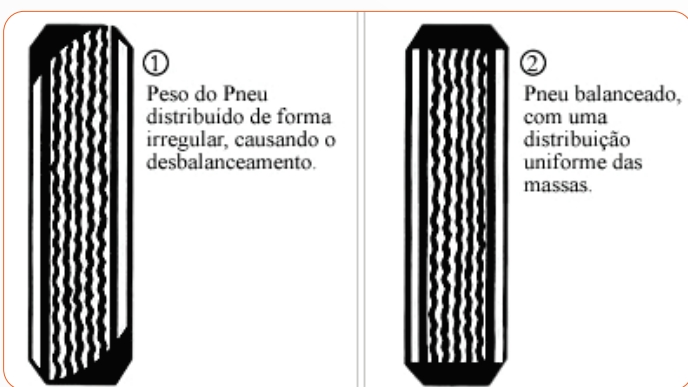 ①
Peso do Pneu
distribuído de forma
irregular, causando o
desbalanceamento.
②
Pneu balanceado,
com uma
distribuição
uniforme das
massas.